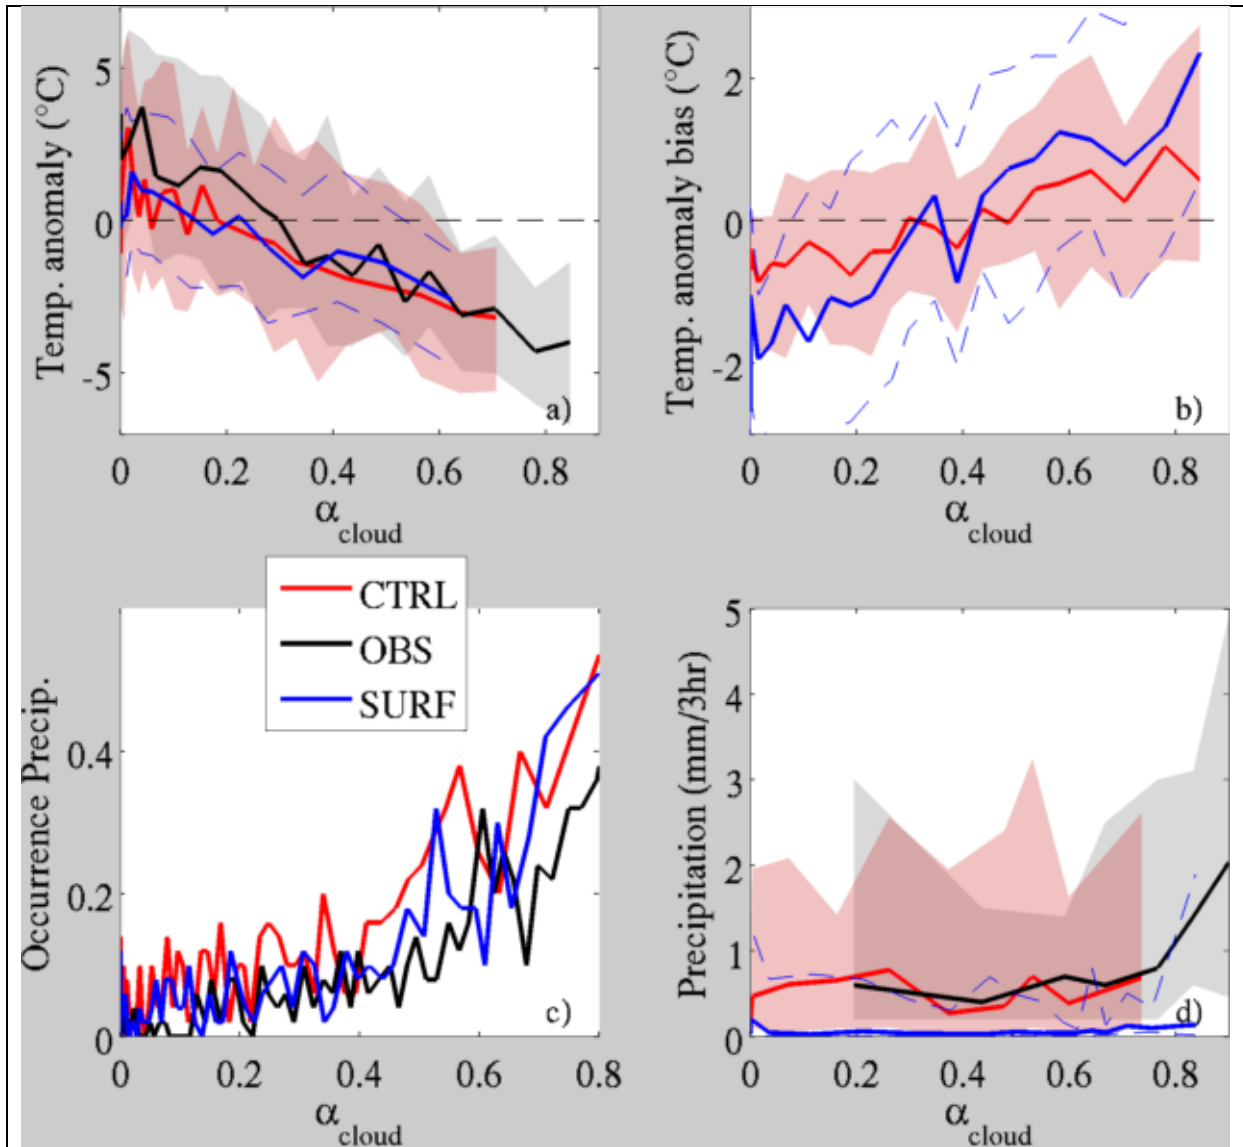 Temp. anomaly (°C)
5
0
-5
a)
0 0.2 0.4 0.6 0.8
α cloud
Temp. anomaly bias (°C)
2
0
-2
b)
0 0.2 0.4 0.6 0.8
α cloud
CTRL
OBS
SURF
Occurrence Precip.
0.4
0.2
0
c)
0 0.2 0.4 0.6 0.8
α cloud
Precipitation (mm/3hr)
5
4
3
2
1
0
d)
0.2 0.4 0.6 0.8
α cloud